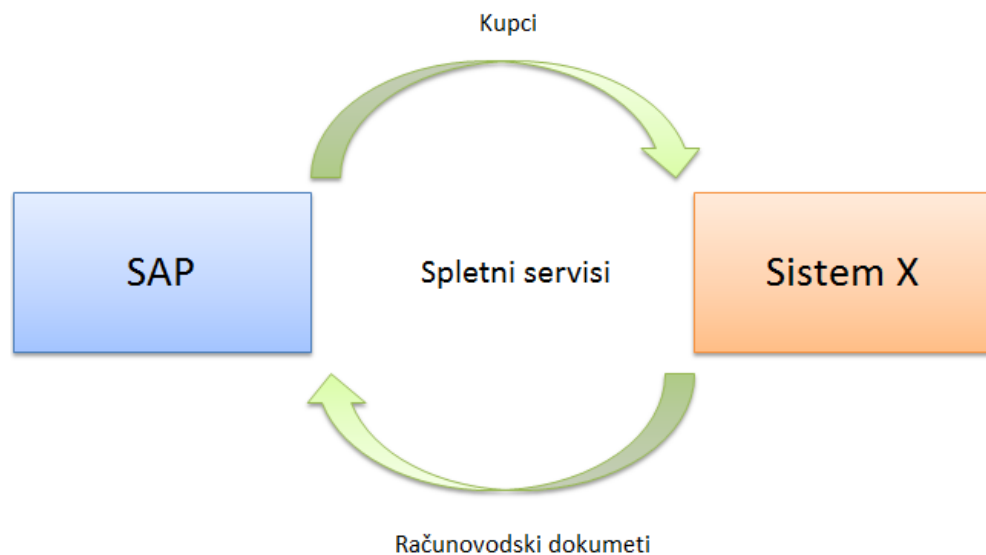 Kupci
SAP
Spletni servisi
Sistem X
Računovodski dokumeti